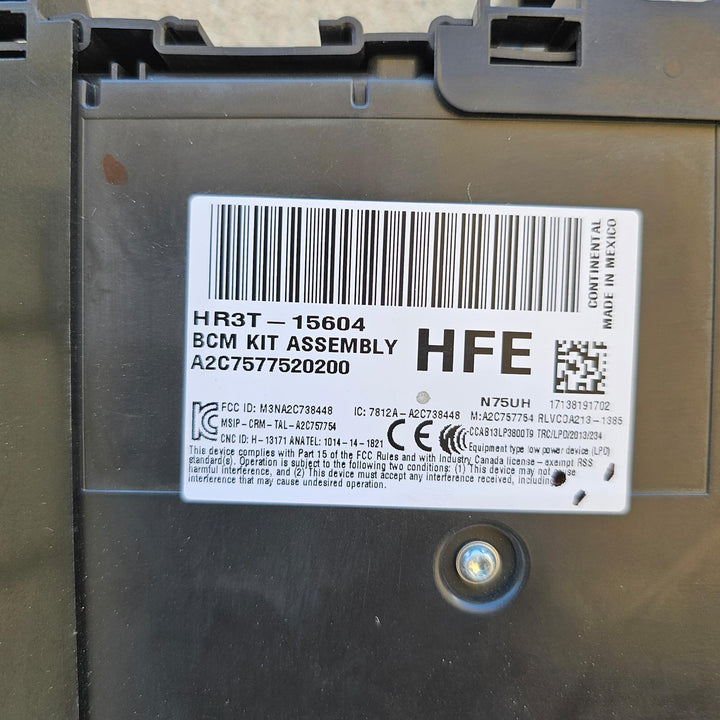 CONTINENTAL
MADE IN MEXICO
HR3T-15604
BCM KIT ASSEMBLY
A2C7577520200
HFE
N75UH
17138191702
FCC ID: M3NA2C738448
IC: 7812A-A2C738448
M:A2C757754 RLVCOA213-1385
MSIP-CRM-TAL-A2C757754
CCAB13LP3800T9 TRC/LPD/2013/234
CNC ID: H-13171 ANATEL: 1014-14-1821
CE
Equipment type low power device (LPD)
This device complies with Part 15 of the FCC Rules and with Industry Canada license-exempt RSS
standard(s). Operation is subject to the following two conditions: (1) This device may not cause
harmful interference, and (2) This device must accept any interference received, including
interference that may cause undesired operation.